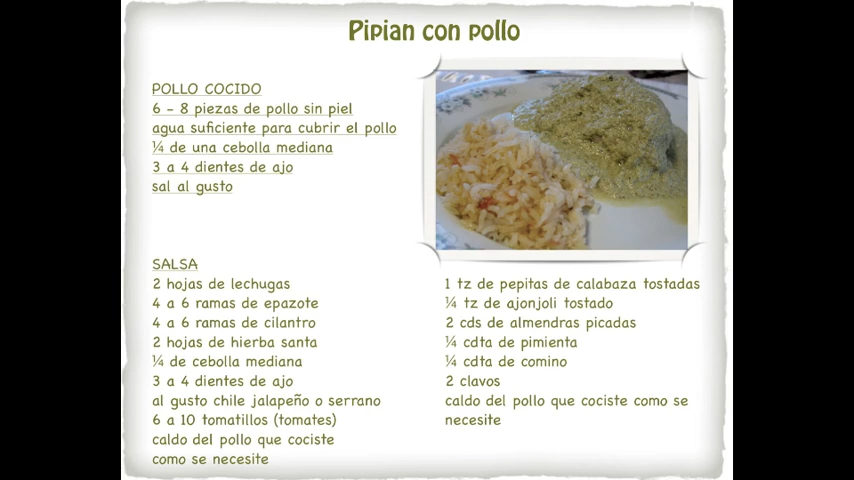 Pipian con pollo
POLLO COCIDO
6 - 8 piezas de pollo sin piel
agua suficiente para cubrir el pollo
¼ de una cebolla mediana
3 a 4 dientes de ajo
sal al gusto
SALSA
2 hojas de lechugas
4 a 6 ramas de epazote
4 a 6 ramas de cilantro
2 hojas de hierba santa
¼ de cebolla mediana
3 a 4 dientes de ajo
al gusto chile jalapeño o serrano
6 a 10 tomatillos (tomates)
caldo del pollo que cociste
como se necesite
1 tz de pepitas de calabaza tostadas
¼ tz de ajonjoli tostado
2 cds de almendras picadas
¼ cdta de pimienta
¼ cdta de comino
2 clavos
caldo del pollo que cociste como se
necesite